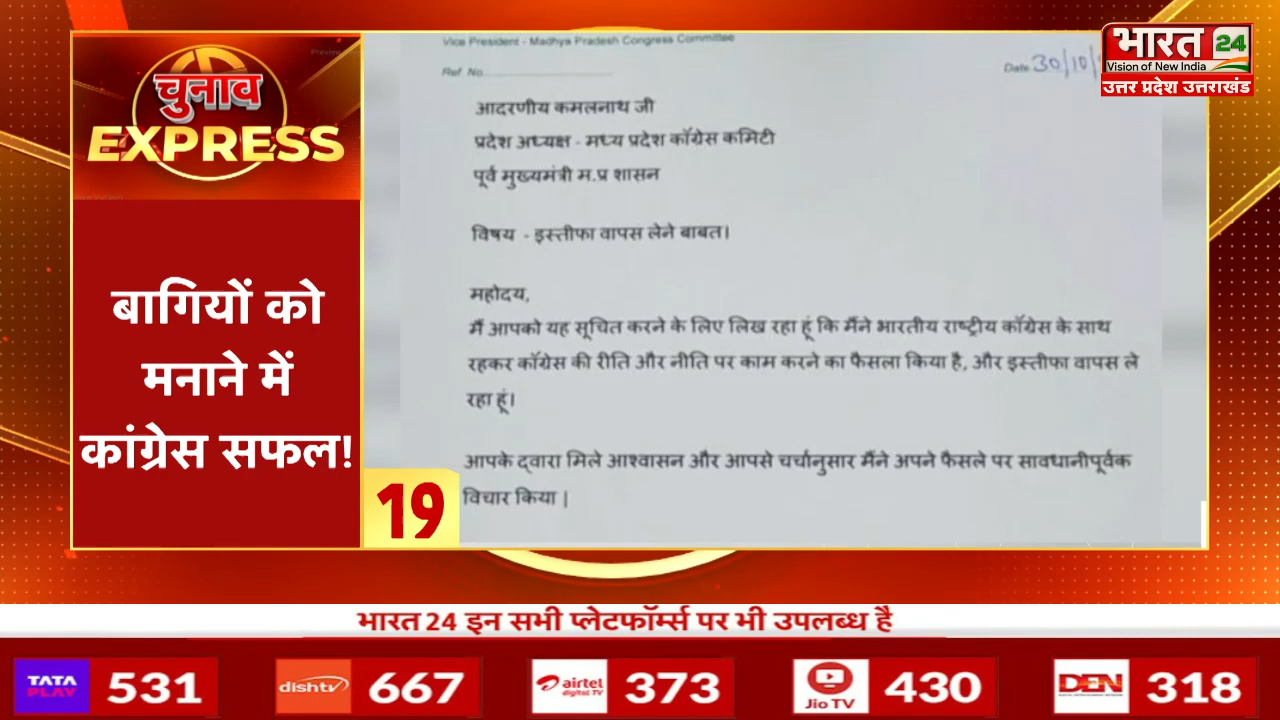 चुनाव
EXPRESS
बागियों को
मनाने में
कांग्रेस सफल!
19
Vice President - Madhya Pradesh Congress Committee
Ref. No.
Date 30/10/
आदरणीय कमलनाथ जी
प्रदेश अध्यक्ष - मध्य प्रदेश कॉग्रेस कमिटी
पूर्व मुख्यमंत्री म.प्र शासन
विषय - इस्तीफा वापस लेने बाबत।
महोदय,
मैं आपको यह सूचित करने के लिए लिख रहा हूं कि मैंने भारतीय राष्ट्रीय कॉग्रेस के साथ
रहकर कॉग्रेस की रीति और नीति पर काम करने का फैसला किया है, और इस्तीफा वापस ले
रहा हूं।
आपके द्वारा मिले आश्वासन और आपसे चर्चानुसार मैंने अपने फैसले पर सावधानीपूर्वक
विचार किया |
भारत 24
Vision of New India
उत्तर प्रदेश उत्तराखंड
भारत 24 इन सभी प्लेटफॉर्म्स पर भी उपलब्ध है
TATA PLAY 531
dishtv 667
airtel digital TV 373
JioTV 430
DEN 318